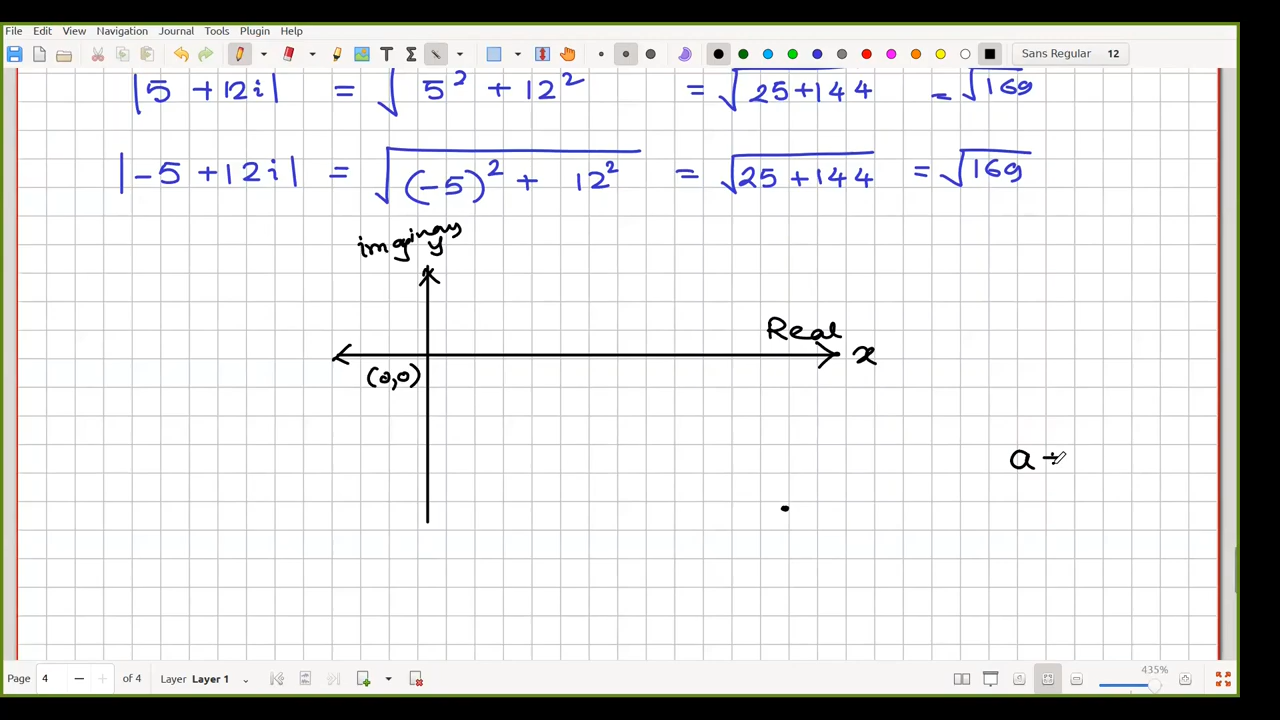 File Edit View Navigation Journal Tools Plugin Help
Sans Regular 12
|5 +12i| = √5² + 12² = √25+144 = √169
|-5 +12i| = √(-5)² + 12² = √25+144 = √169
imginary
y
Real
x
(0,0)
a +
Page 4 of 4 Layer Layer 1
435%